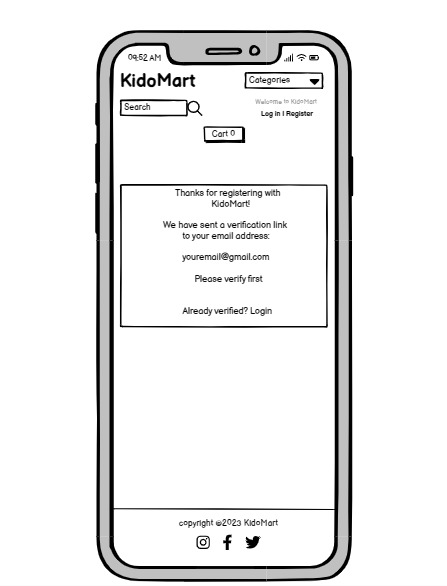 09:52 AM
KidoMart
Categories
Search
Welcome to KidoMart
Log in | Register
Cart 0
Thanks for registering with
KidoMart!
We have sent a verification link
to your email address:
youremail@gmail.com
Please verify first
Already verified? Login
copyright @2023 KidoMart